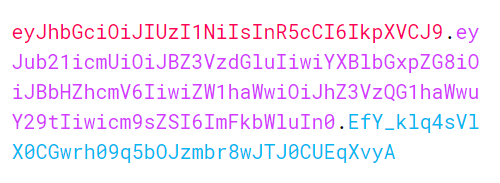 eyJhbGciOiJIUzI1NiIsInR5cCI6IkpXVCJ9.ey
Jub21icmUiOiJBZ3VzdGluIiwiYXBlbGxpZG8iO
iJBbHZhcmV6IiwiZW1haWwiOiJhZ3VzQG1haWwu
Y29tIiwicm9sZSI6ImFkbWluIn0.EfY_klq4sVl
X0CGwrh09q5bOJzmbr8wJTJ0CUEqXvyA